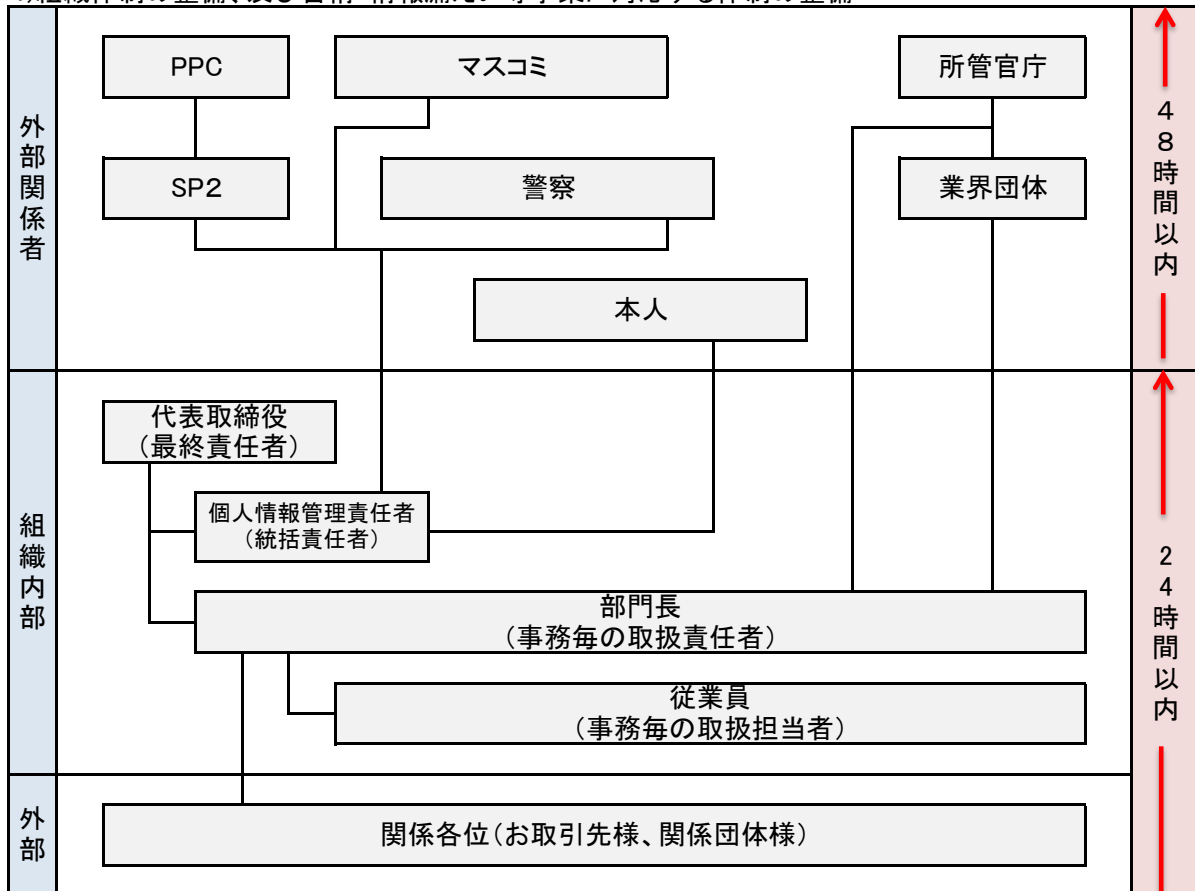 外部関係者
PPC
マスコミ
所管官庁
SP2
警察
業界団体
本人
48時間以内
組織内部
代表取締役
(最終責任者)
個人情報管理責任者
(統括責任者)
部門長
(事務毎の取扱責任者)
従業員
(事務毎の取扱担当者)
24時間以内
外部
関係各位(お取引先様、関係団体様)